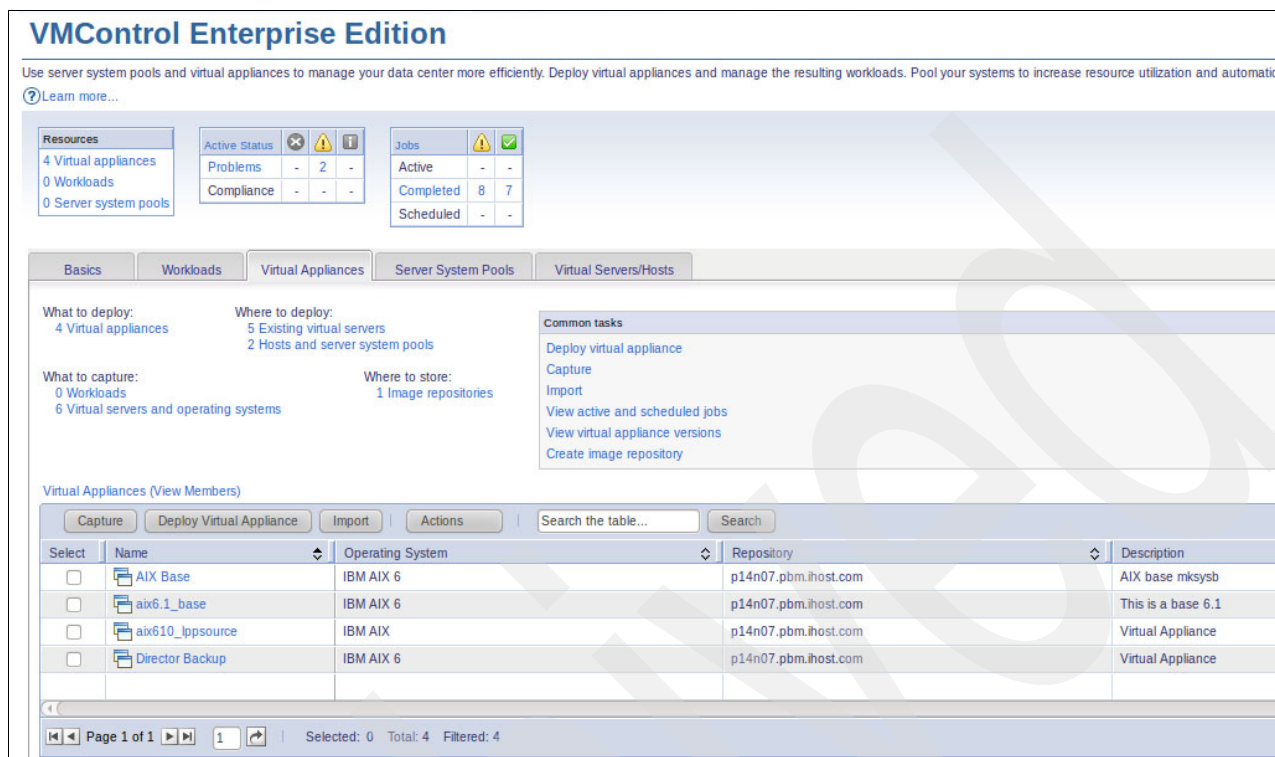 VMControl Enterprise Edition
Use server system pools and virtual appliances to manage your data center more efficiently. Deploy virtual appliances and manage the resulting workloads. Pool your systems to increase resource utilization and automatic
Learn more...
Resources
4 Virtual appliances
0 Workloads
0 Server system pools
Active Status
Problems - 2 -
Compliance - - -
Jobs
Active - -
Completed 8 7
Scheduled - -
Basics Workloads Virtual Appliances Server System Pools Virtual Servers/Hosts
What to deploy:
4 Virtual appliances
Where to deploy:
5 Existing virtual servers
2 Hosts and server system pools
What to capture:
0 Workloads
6 Virtual servers and operating systems
Where to store:
1 Image repositories
Common tasks
Deploy virtual appliance
Capture
Import
View active and scheduled jobs
View virtual appliance versions
Create image repository
Virtual Appliances (View Members)
Capture Deploy Virtual Appliance Import Actions Search the table... Search
Select Name Operating System Repository Description
AIX Base IBM AIX 6 p14n07.pbm.ihost.com AIX base mksysb
aix6.1_base IBM AIX 6 p14n07.pbm.ihost.com This is a base 6.1
aix610_lppsource IBM AIX p14n07.pbm.ihost.com Virtual Appliance
Director Backup IBM AIX 6 p14n07.pbm.ihost.com Virtual Appliance
Page 1 of 1 1 Selected: 0 Total: 4 Filtered: 4